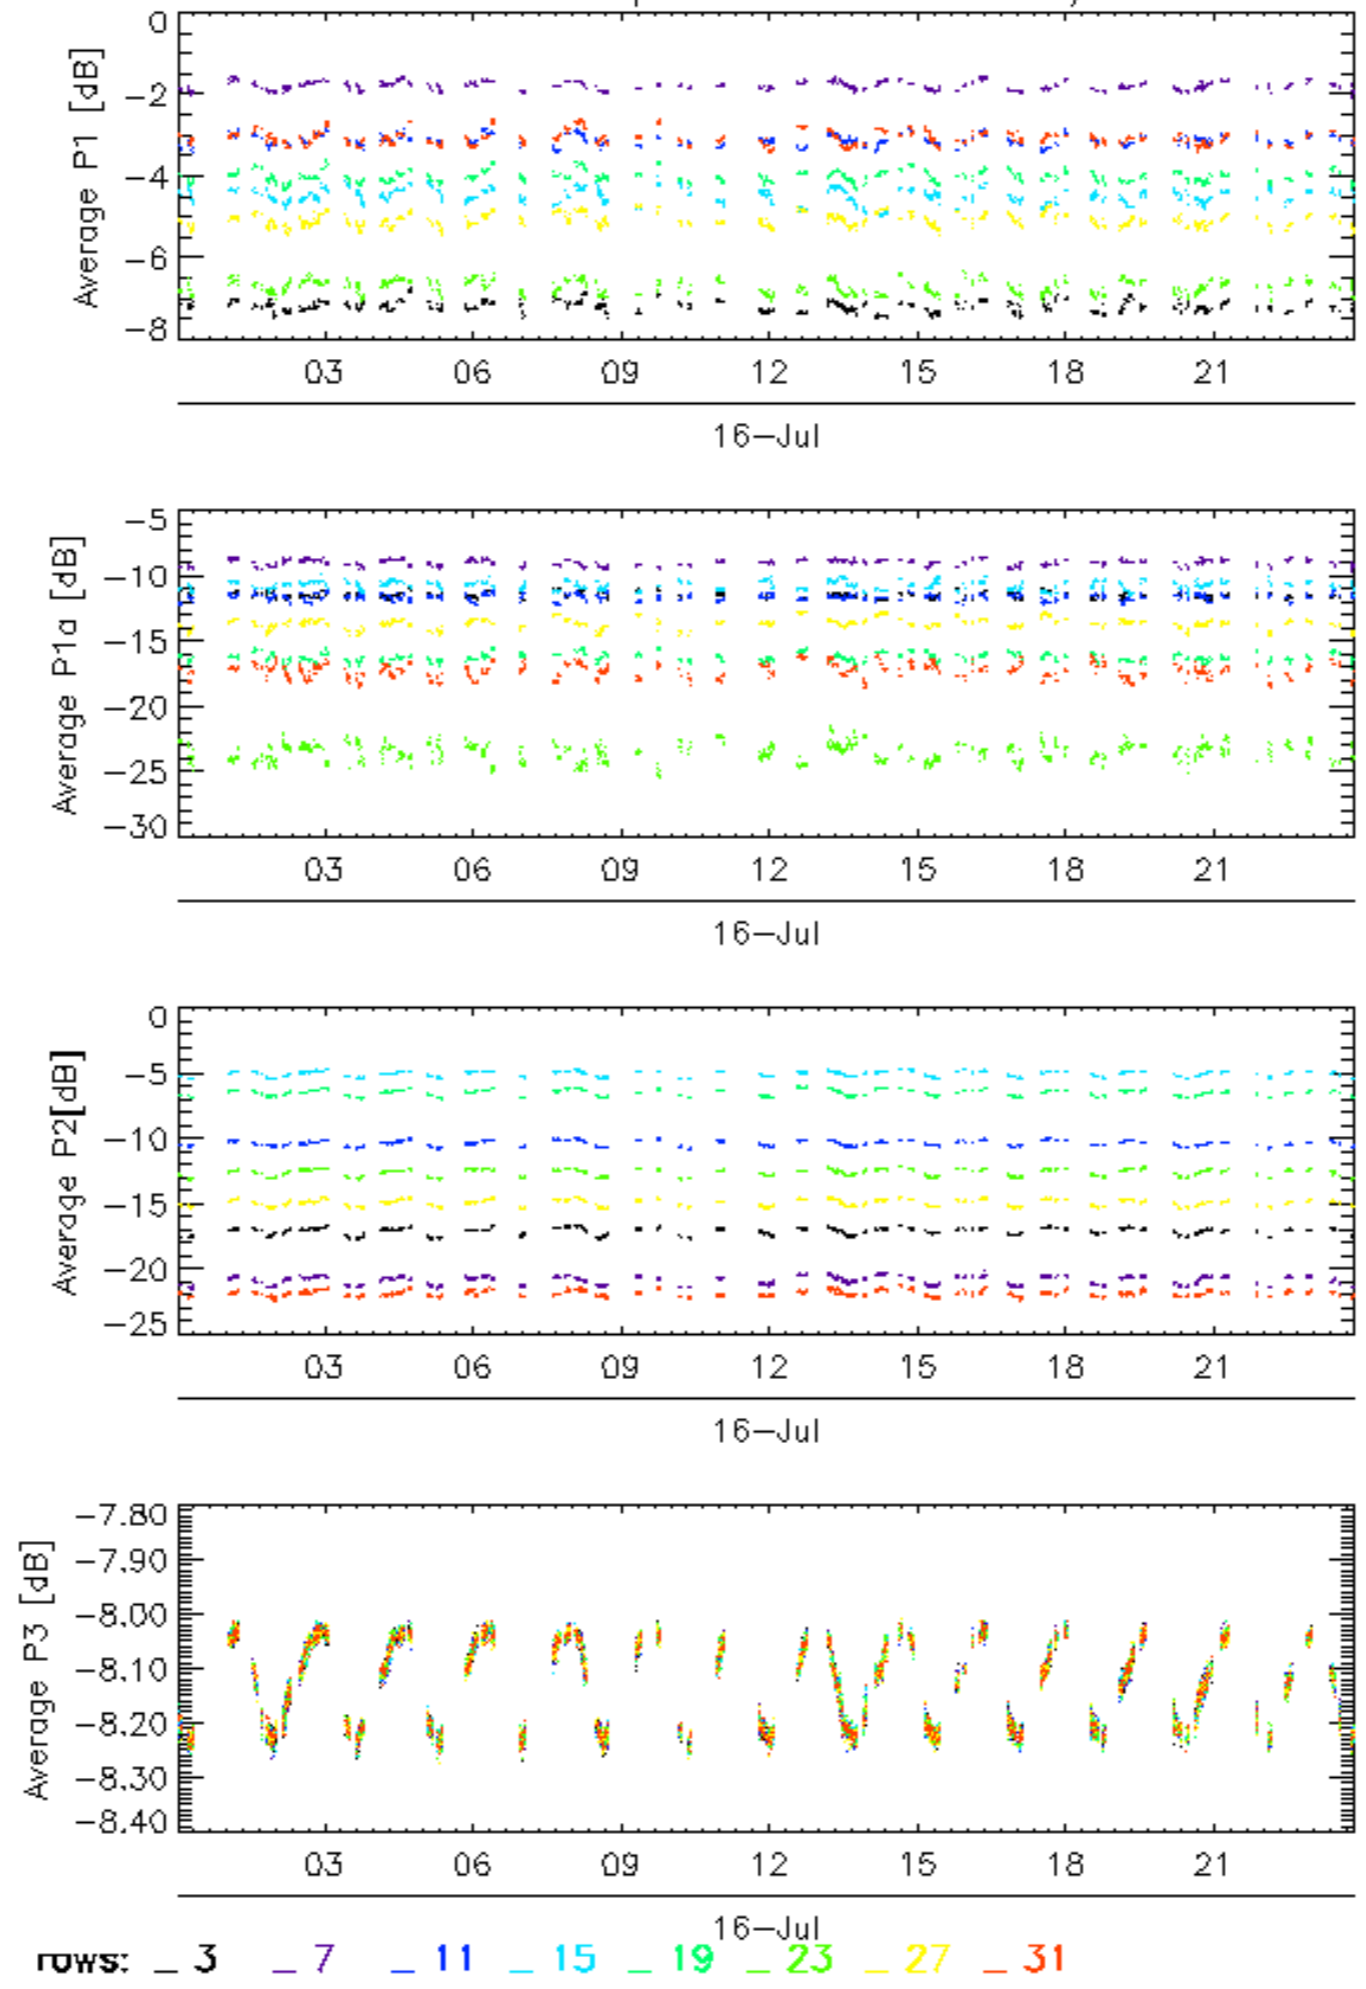 Average P1 [dB]
0
−2
−4
−6
−8
03 06 09 12 15 18 21
16−Jul
Average P1a [dB]
−5
−10
−15
−20
−25
−30
03 06 09 12 15 18 21
16−Jul
Average P2[dB]
0
−5
−10
−15
−20
−25
03 06 09 12 15 18 21
16−Jul
Average P3 [dB]
−7.80
−7.90
−8.00
−8.10
−8.20
−8.30
−8.40
03 06 09 12 15 18 21
16−Jul
rows: _ 3 _ 7 _ 11 _ 15 _ 19 _ 23 _ 27 _ 31